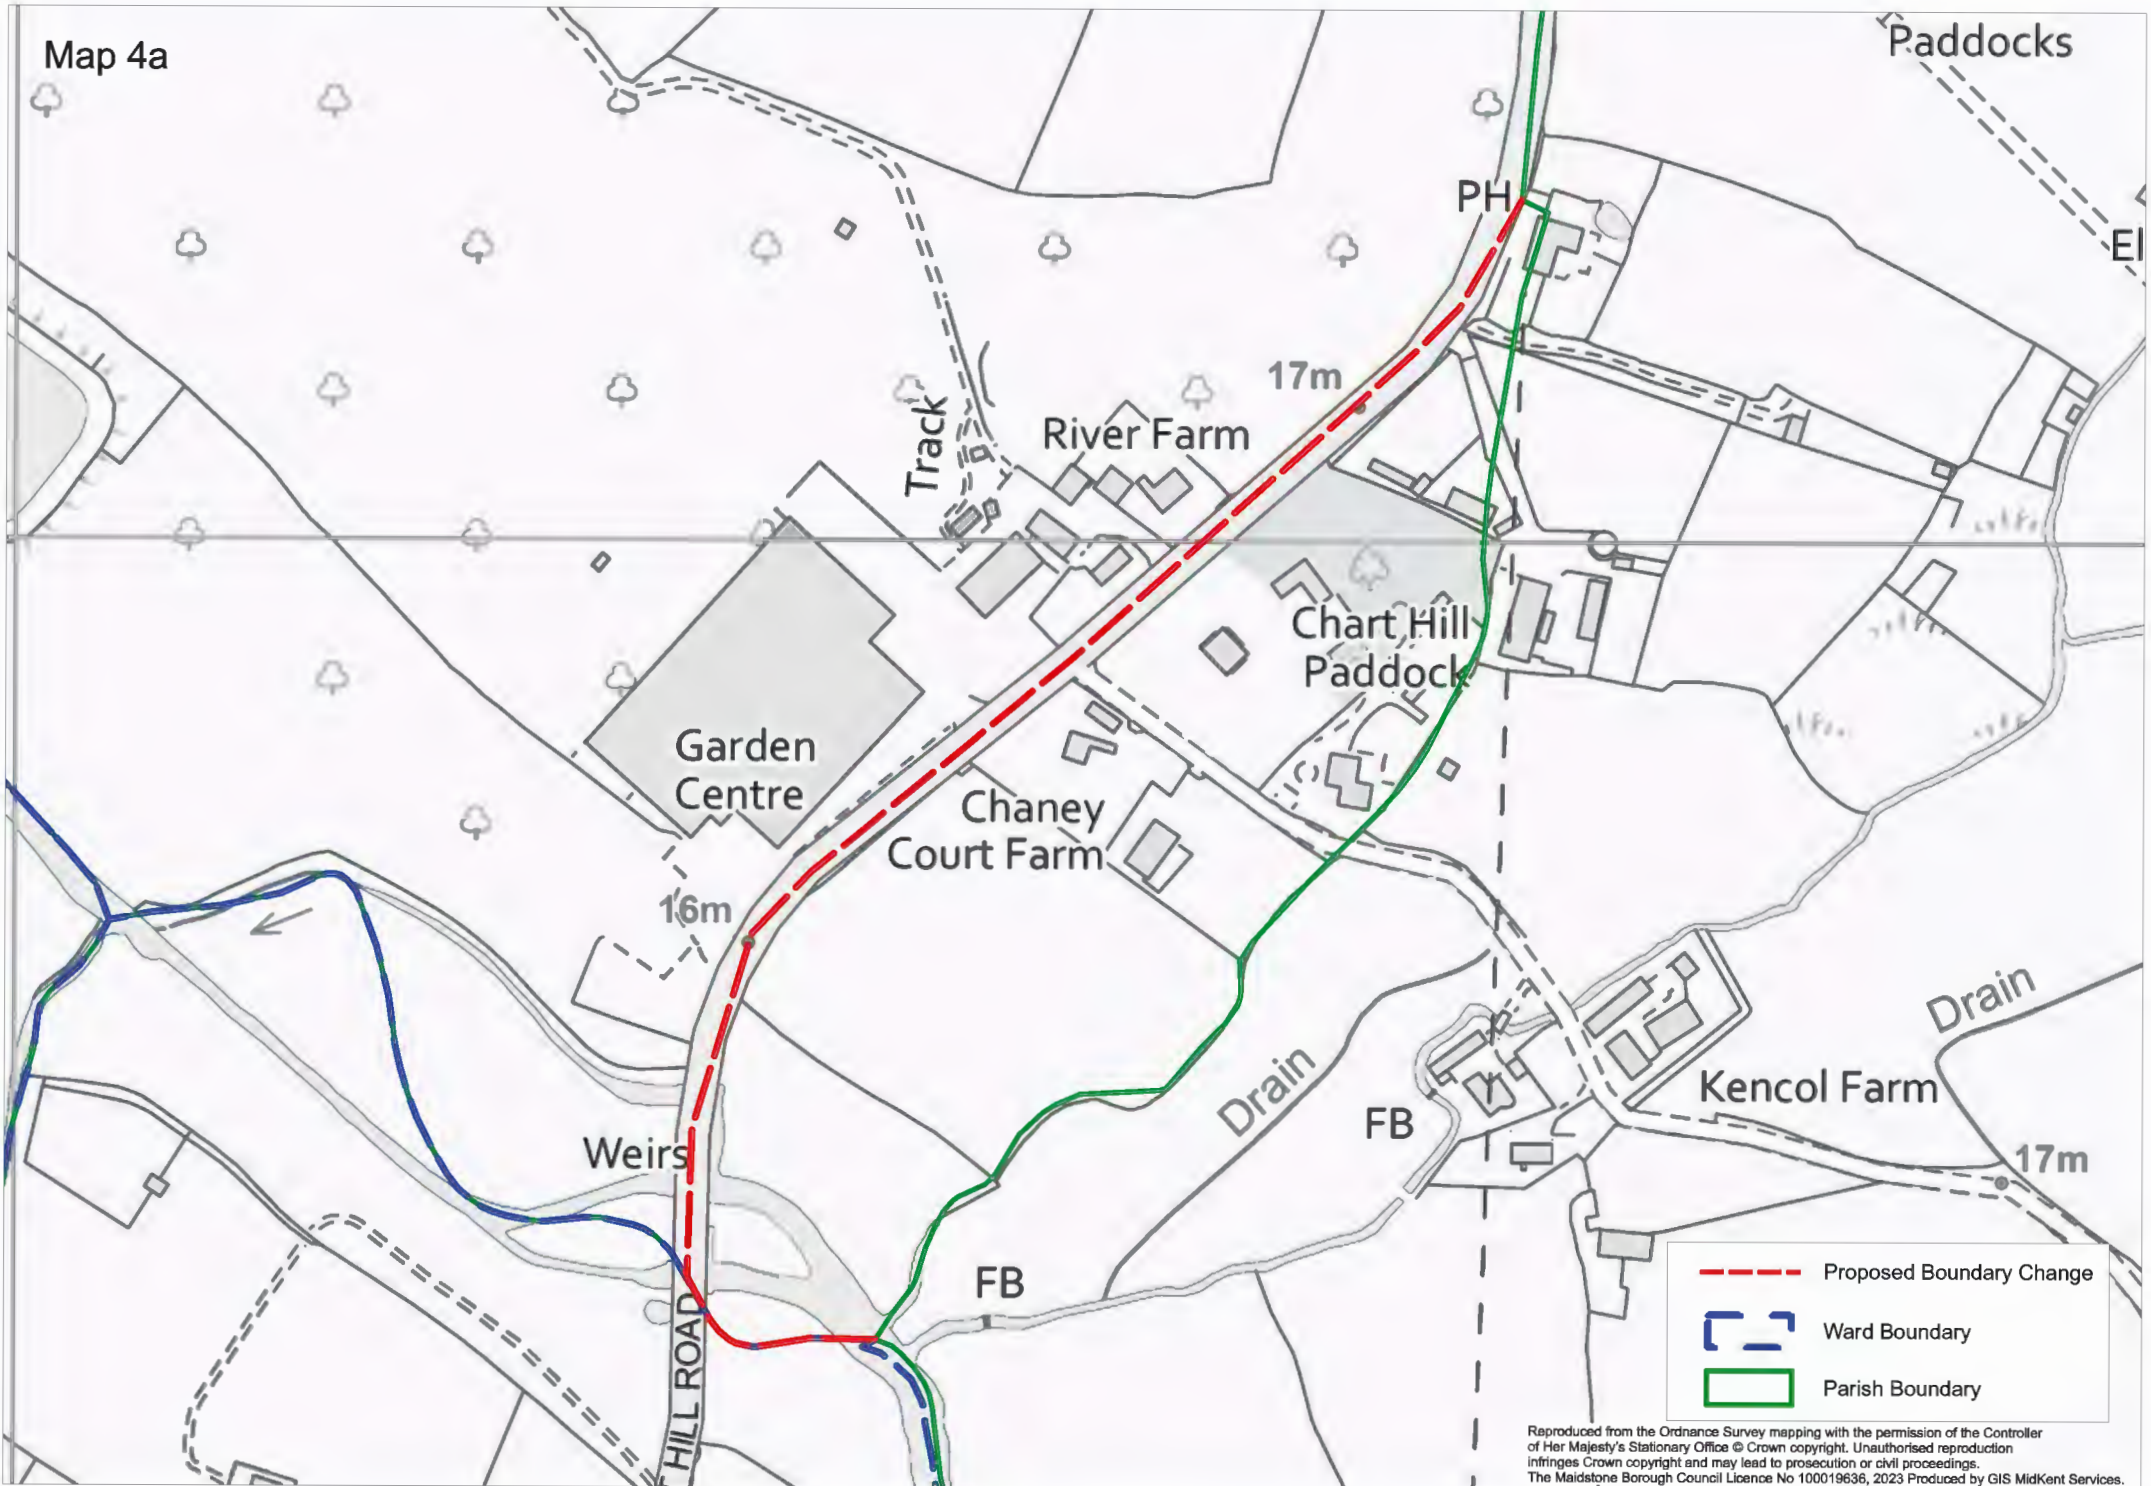 Map 4a
Paddocks
El
PH
17m
Track
River Farm
Chart Hill
Paddock
Garden
Centre
Chaney
Court Farm
16m
Drain
Drain
Kencol Farm
FB
17m
Weirs
FB
HILL ROAD
Proposed Boundary Change
Ward Boundary
Parish Boundary
Reproduced from the Ordnance Survey mapping with the permission of the Controller
of Her Majesty's Stationary Office © Crown copyright. Unauthorised reproduction
infringes Crown copyright and may lead to prosecution or civil proceedings.
The Maidstone Borough Council Licence No 100019636, 2023 Produced by GIS MidKent Services.